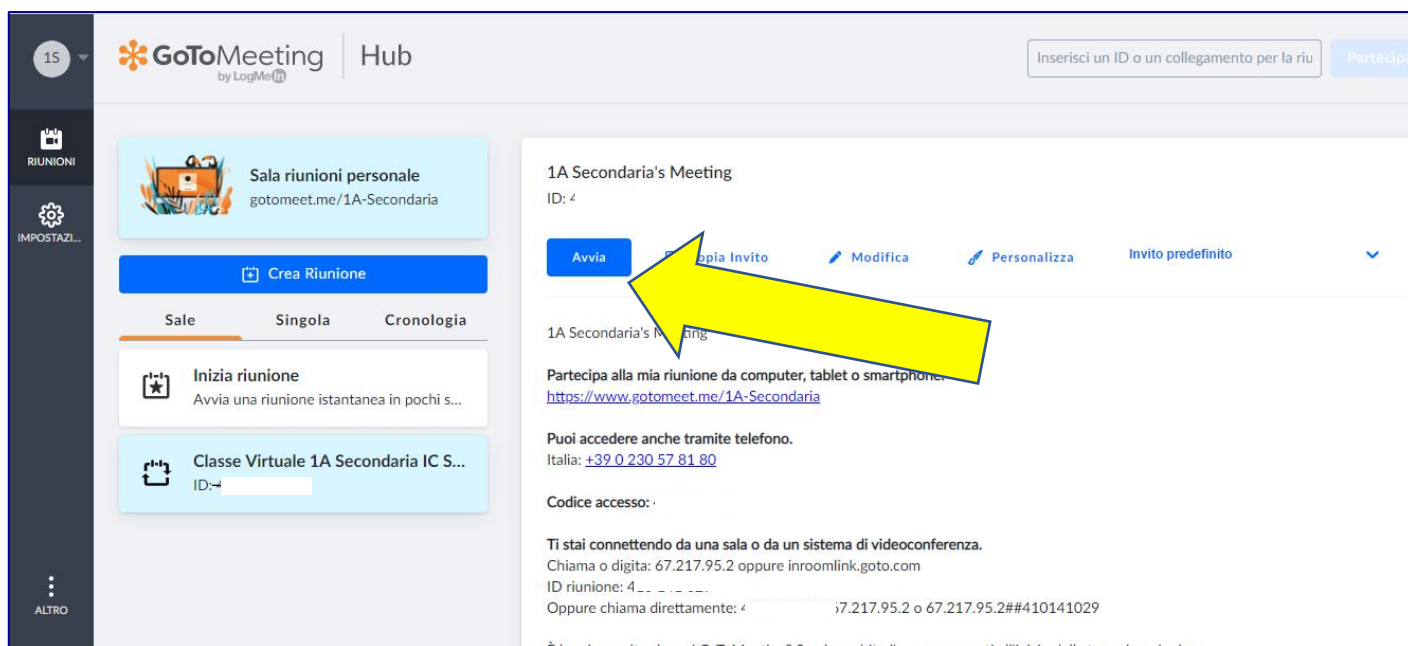 1S
GoToMeeting
by LogMeIn
Hub
Inserisci un ID o un collegamento per la riu
Partecipa
RIUNIONI
IMPOSTAZI...
ALTRO
Sala riunioni personale
gotomeet.me/1A-Secondaria
Crea Riunione
Sale Singola Cronologia
Inizia riunione
Avvia una riunione istantanea in pochi s...
Classe Virtuale 1A Secondaria IC S...
ID:
1A Secondaria's Meeting
ID: 4
Avvia
opia Invito
Modifica
Personalizza
Invito predefinito
1A Secondaria's
Partecipa alla mia riunione da computer, tablet o smartphone.
https://www.gotomeet.me/1A-Secondaria
Puoi accedere anche tramite telefono.
Italia: +39 0 230 57 81 80
Codice accesso:
Ti stai connettendo da una sala o da un sistema di videoconferenza.
Chiama o digita: 67.217.95.2 oppure inroomlink.goto.com
ID riunione: 4
Oppure chiama direttamente: 7.217.95.2 o 67.217.95.2##410141029